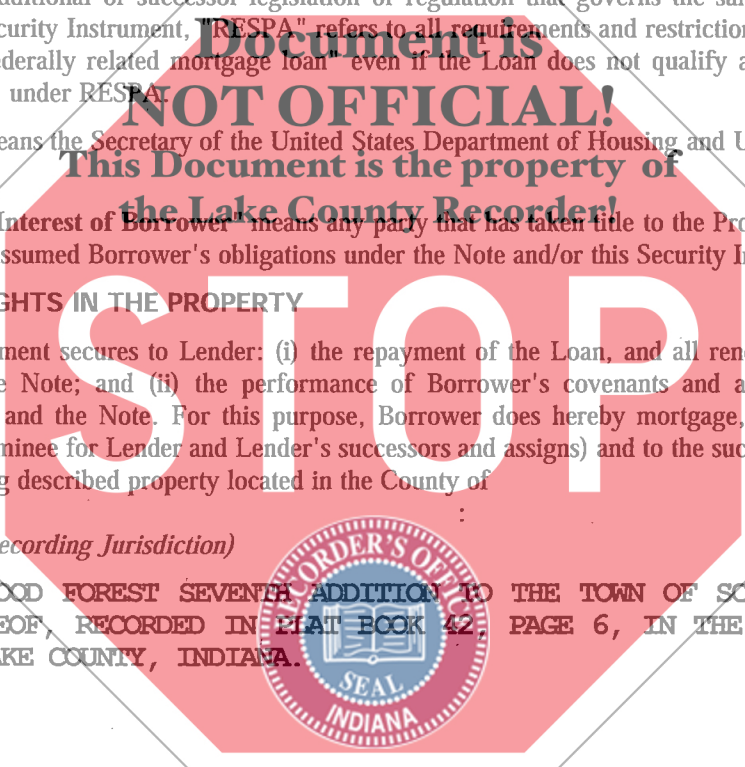 ditional or successor legislation or regulation that governs the sa
curity Instrument, "RESPA" refers to all requirements and restriction
Document is
ederally related mortgage loan" even if the Loan does not qualify a
under RESPA.
NOT OFFICIAL!
eans the Secretary of the United States Department of Housing and U
This Document is the property of
the Lake County Recorder!
Interest of Borrower" means any party that has taken title to the Pro
ssumed Borrower's obligations under the Note and/or this Security I
GHTS IN THE PROPERTY
STOP
ment secures to Lender: (i) the repayment of the Loan, and all rene
e Note; and (ii) the performance of Borrower's covenants and a
and the Note. For this purpose, Borrower does hereby mortgage,
minee for Lender and Lender's successors and assigns) and to the suc
g described property located in the County of
:
ecording Jurisdiction)
OOD FOREST SEVENTH ADDITION TO THE TOWN OF SC
EOF, RECORDED IN PLAT BOOK 42, PAGE 6, IN THE
AKE COUNTY, INDIANA.
RECORDER'S OFFICE
SEAL
INDIANA